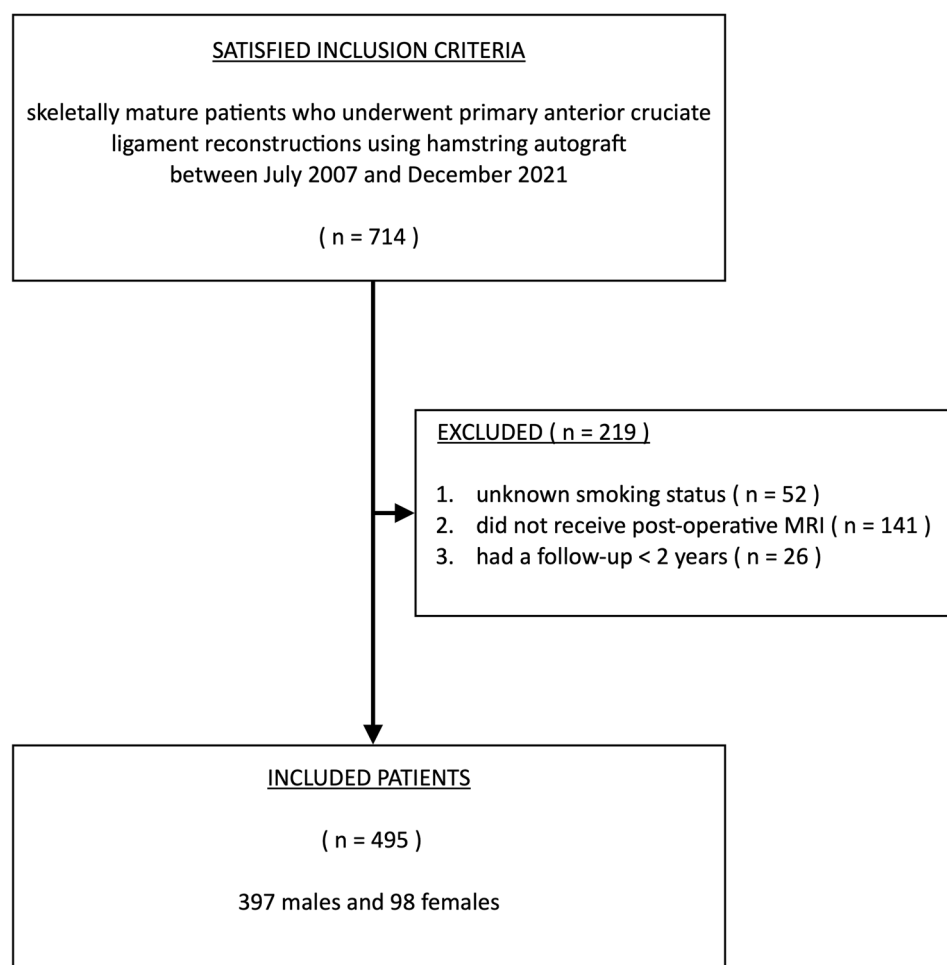 SATISFIED INCLUSION CRITERIA
skeletally mature patients who underwent primary anterior cruciate
ligament reconstructions using hamstring autograft
between July 2007 and December 2021
( n = 714 )
EXCLUDED ( n = 219 )
1. unknown smoking status ( n = 52 )
2. did not receive post-operative MRI ( n = 141 )
3. had a follow-up < 2 years ( n = 26 )
INCLUDED PATIENTS
( n = 495 )
397 males and 98 females